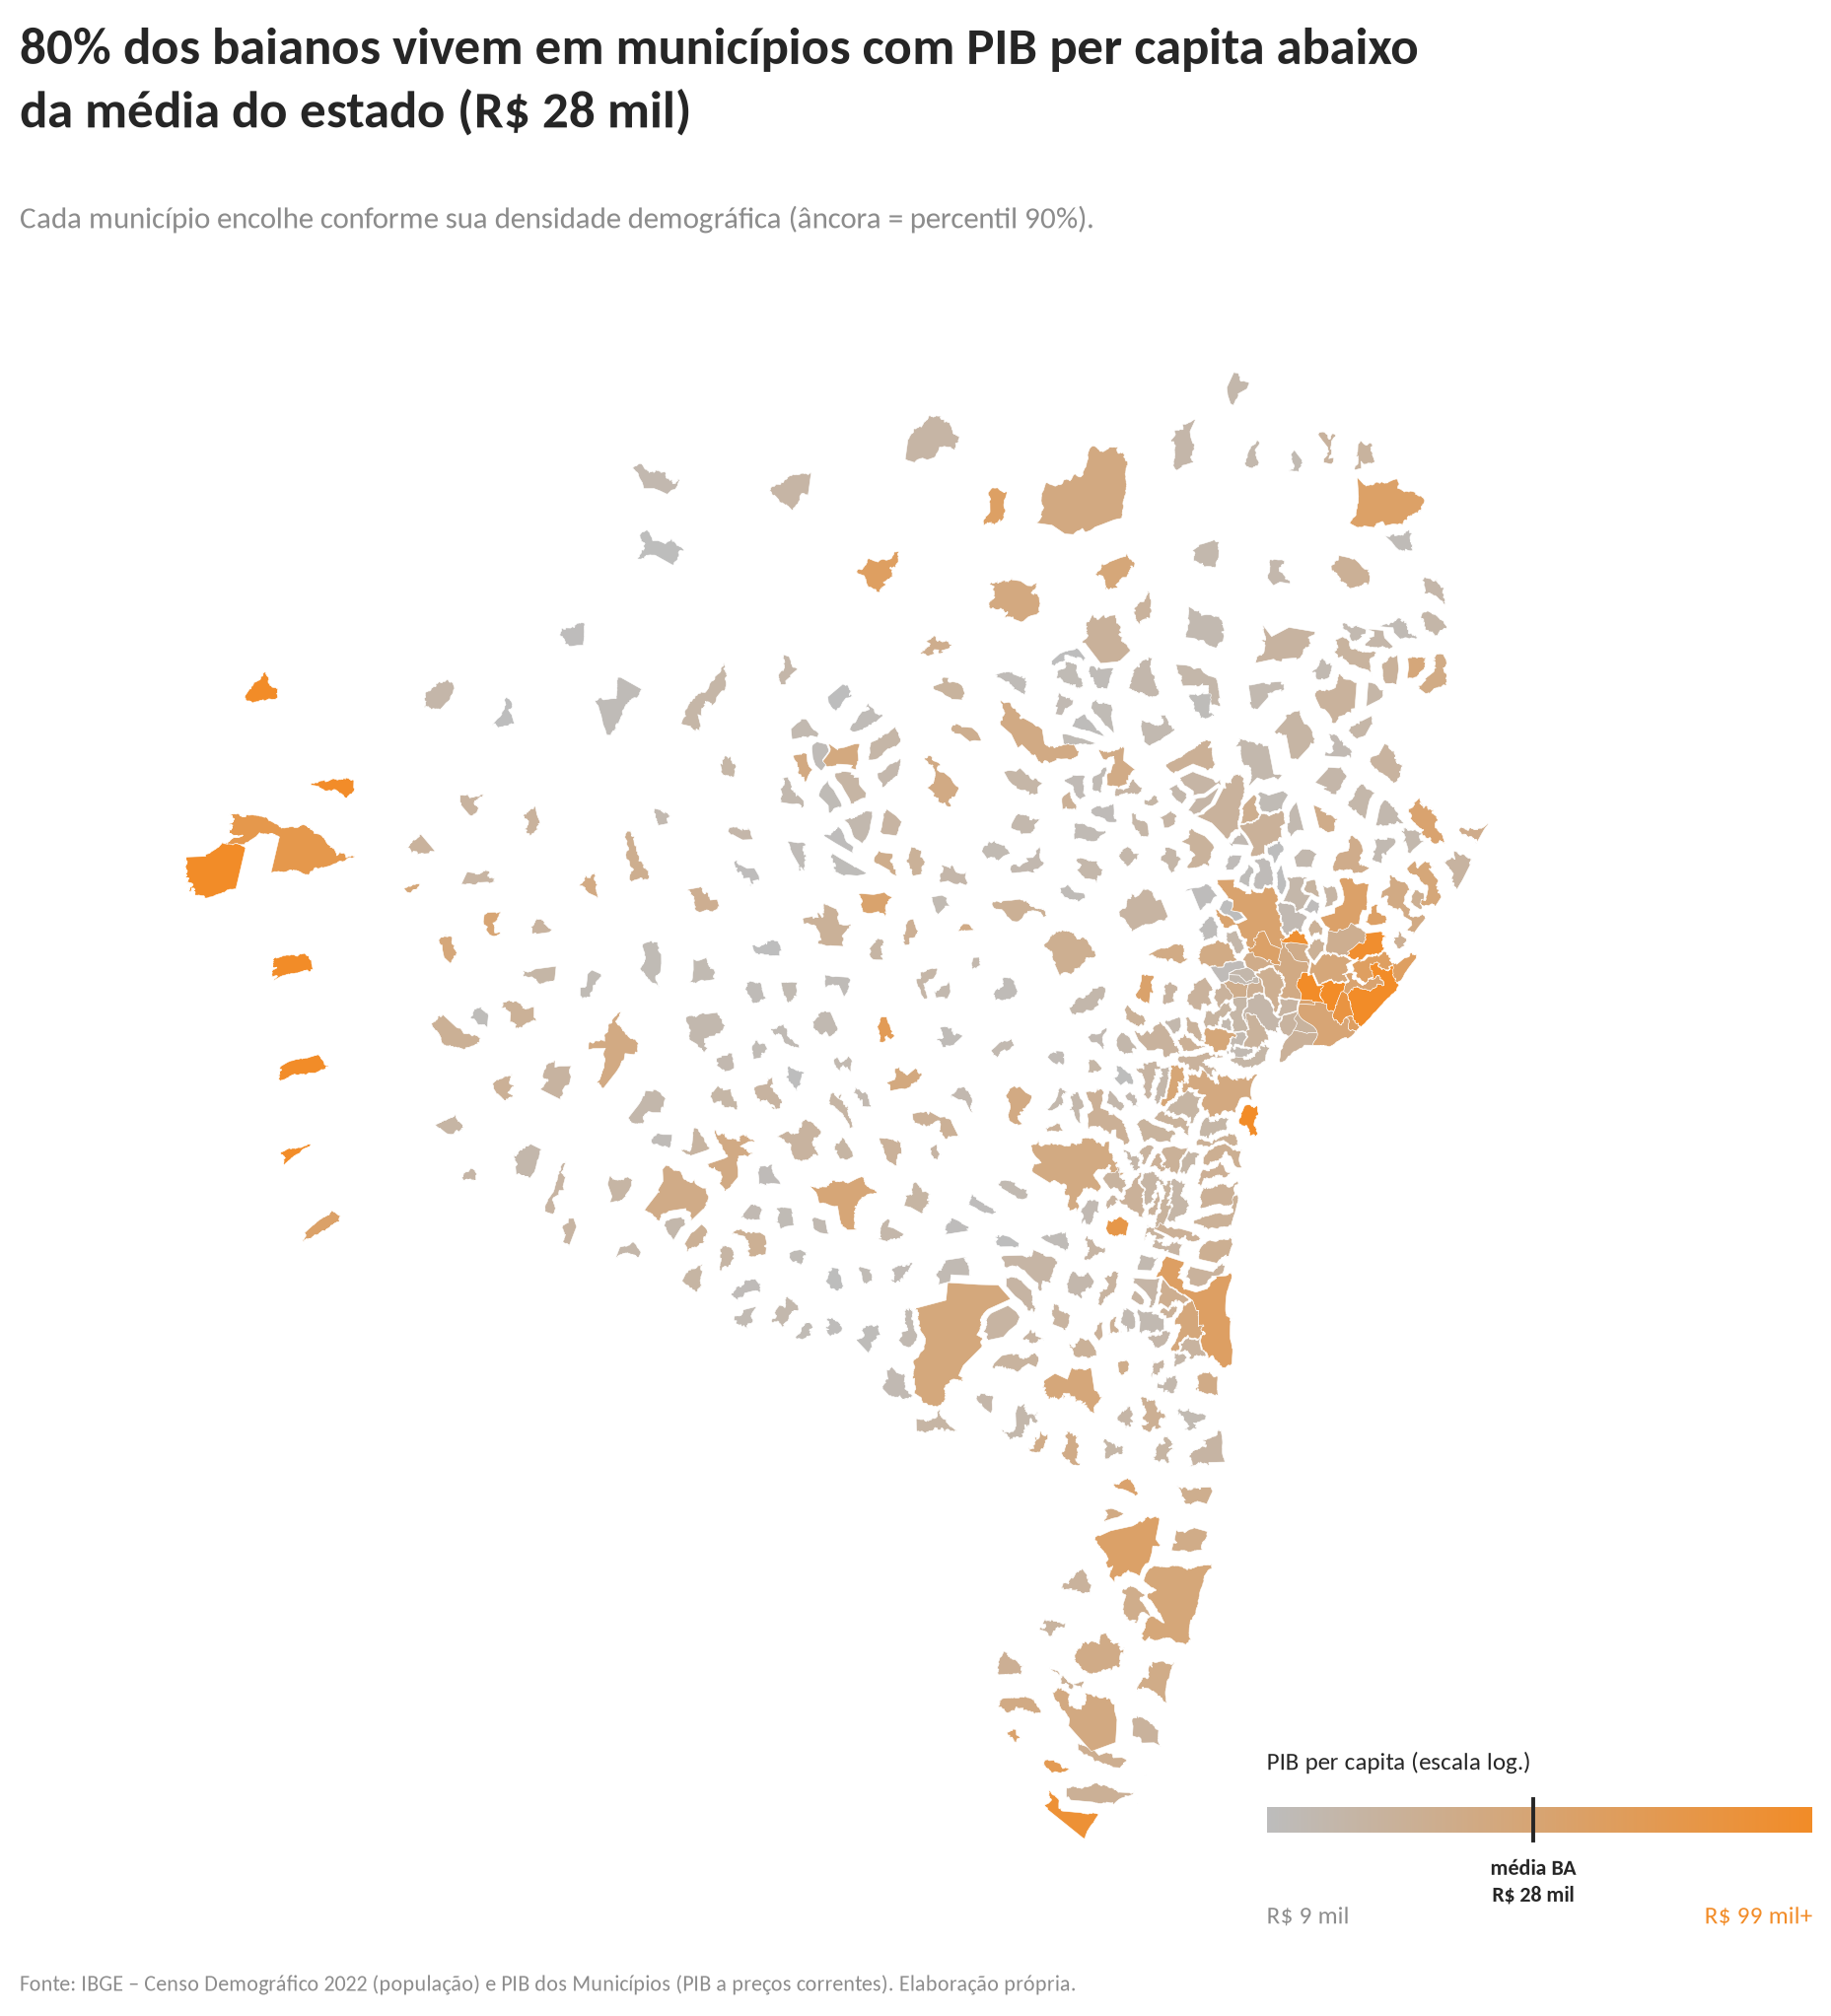 80% dos baianos vivem em municípios com PIB per capita abaixo
da média do estado (R$ 28 mil)
Cada município encolhe conforme sua densidade demográfica (âncora = percentil 90%).
PIB per capita (escala log.)
média BA
R$ 28 mil
R$ 9 mil
R$ 99 mil+
Fonte: IBGE – Censo Demográfico 2022 (população) e PIB dos Municípios (PIB a preços correntes). Elaboração própria.